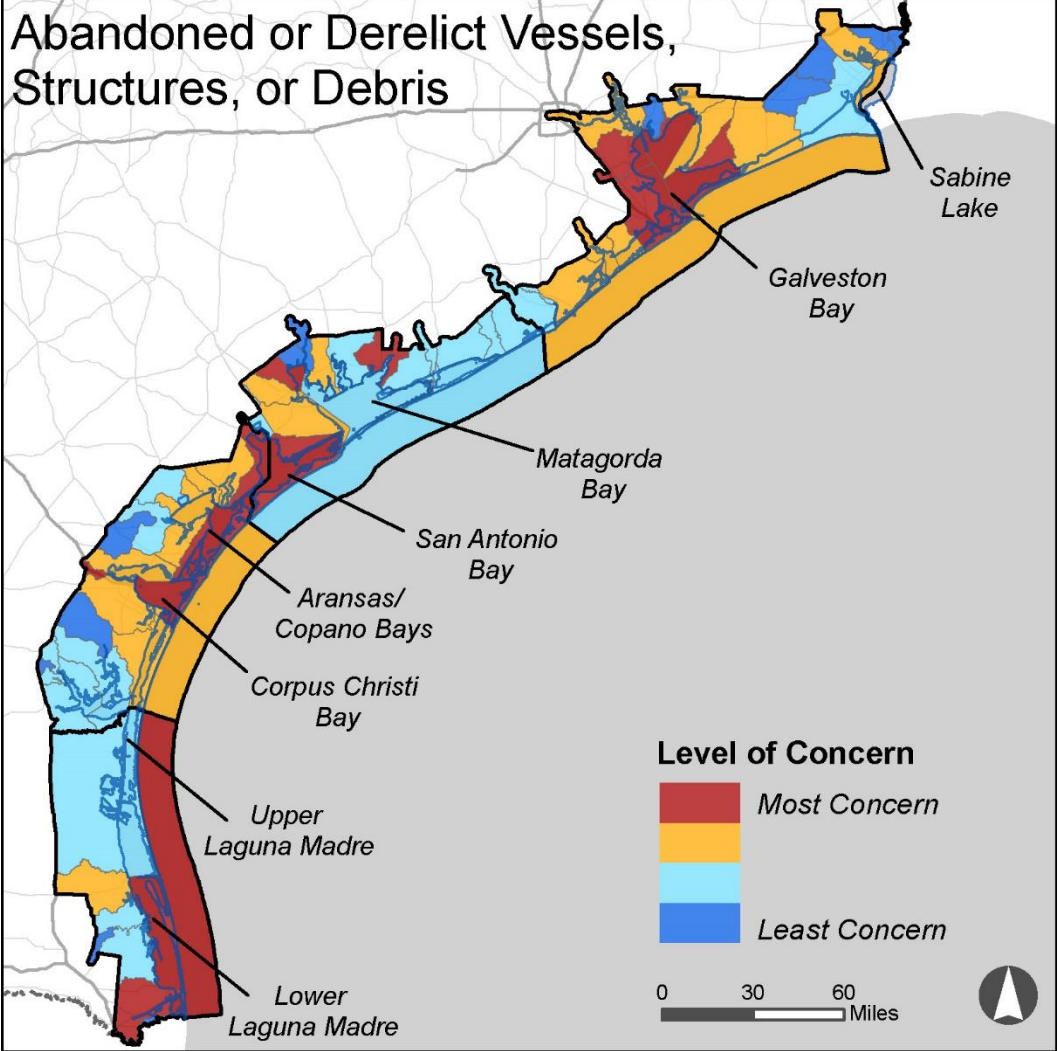 Abandoned or Derelict Vessels,
Structures, or Debris
Sabine
Lake
Galveston
Bay
Matagorda
Bay
San Antonio
Bay
Aransas/
Copano Bays
Corpus Christi
Bay
Upper
Laguna Madre
Lower
Laguna Madre
Level of Concern
Most Concern
Least Concern
0 30 60
Miles